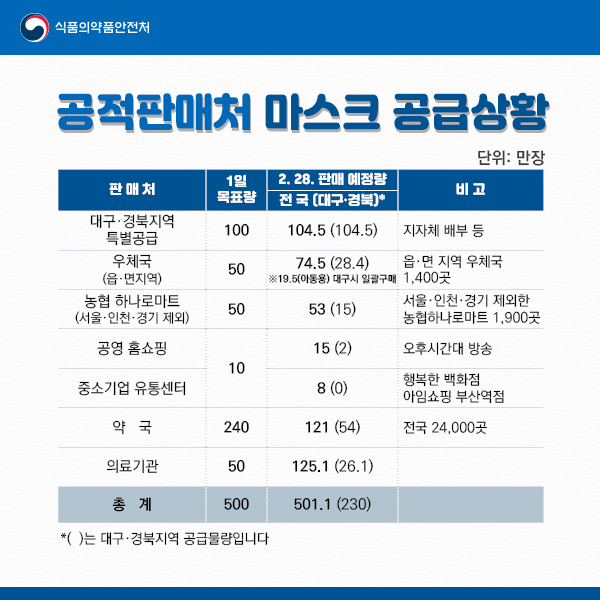 식품의약품안전처
공적판매처 마스크 공급상황
단위: 만장
판 매 처 1일 목표량 2. 28. 판매 예정량 비 고
전 국 (대구·경북)*
대구·경북지역 특별공급 100 104.5 (104.5) 지자체 배부 등
우체국 (읍·면지역) 50 74.5 (28.4) ※19.5(아동용) 대구시 일괄구매 읍·면 지역 우체국 1,400곳
농협 하나로마트 (서울·인천·경기 제외) 50 53 (15) 서울·인천·경기 제외한 농협하나로마트 1,900곳
공영 홈쇼핑 10 15 (2) 오후시간대 방송
중소기업 유통센터 8 (0) 행복한 백화점 아임쇼핑 부산역점
약 국 240 121 (54) 전국 24,000곳
의료기관 50 125.1 (26.1)
총 계 500 501.1 (230)
*( )는 대구·경북지역 공급물량입니다